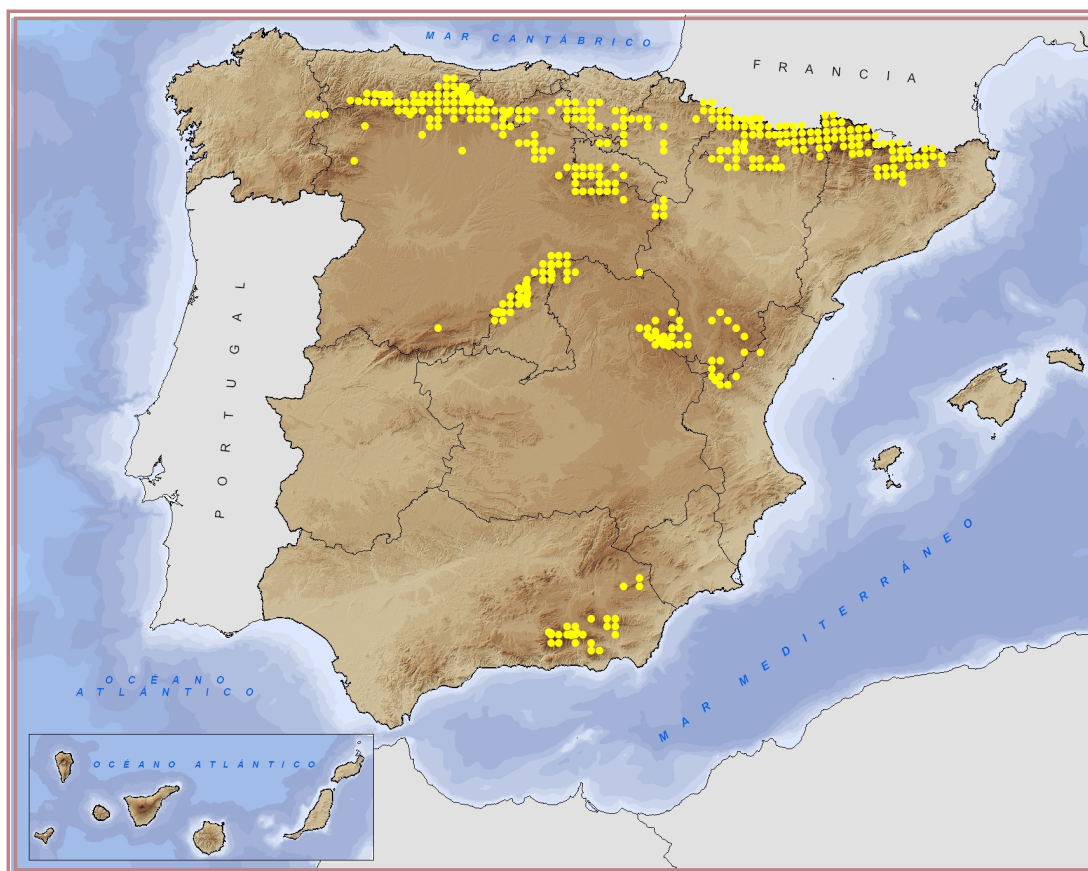 MAR CANTÁBRICO
FRANCIA
PORTUGAL
MAR MEDITERRÁNEO
OCÉANO
ATLÁNTICO
OCÉANO ATLÁNTICO